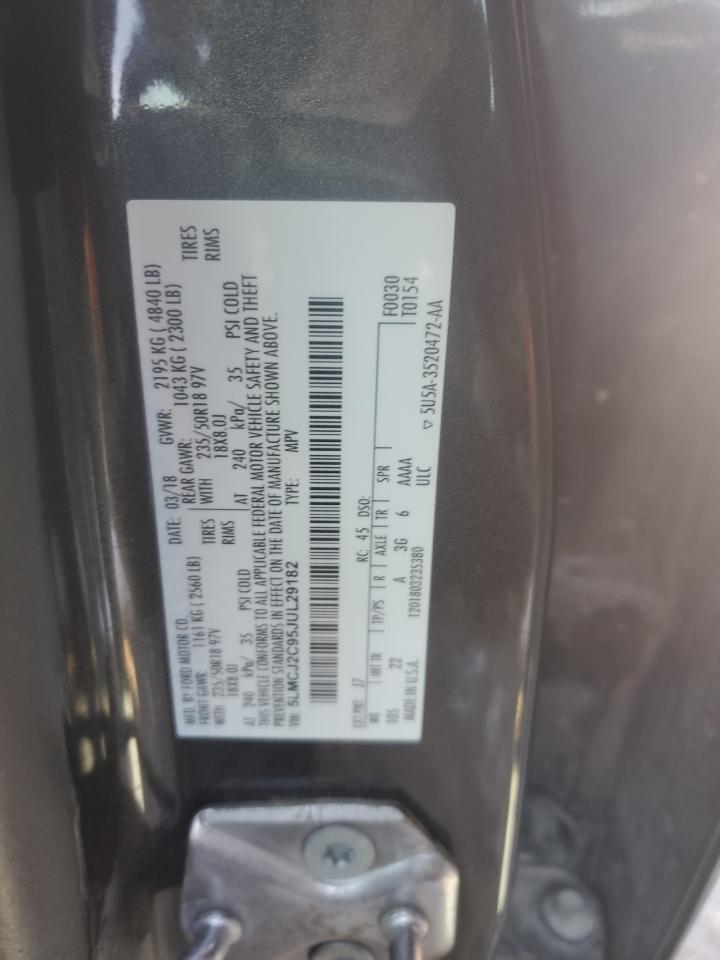 MFD. BY FORD MOTOR CO. DATE: 03/18 GVWR: 2195 KG ( 4840 LB)
FRONT GAWR: 1161 KG ( 2560 LB) REAR GAWR: 1043 KG ( 2300 LB)
WITH 235/50R18 97V TIRES WITH 235/50R18 97V TIRES
18X8.0J RIMS 18X8.0J RIMS
AT 240 kPa/ 35 PSI COLD AT 240 kPa/ 35 PSI COLD
THIS VEHICLE CONFORMS TO ALL APPLICABLE FEDERAL MOTOR VEHICLE SAFETY AND THEFT
PREVENTION STANDARDS IN EFFECT ON THE DATE OF MANUFACTURE SHOWN ABOVE.
VIN: 5LMCJ2C95JUL29182 TYPE: MPV
EXT PNT: J7 RC: 45 DSO: F0030
WB INT TR TP/PS R AXLE TR SPR T0154
105 22 A 3G 6 AAAA
MADE IN U.S.A. 1201803235380 ULC
▽ 5U5A-3520472-AA